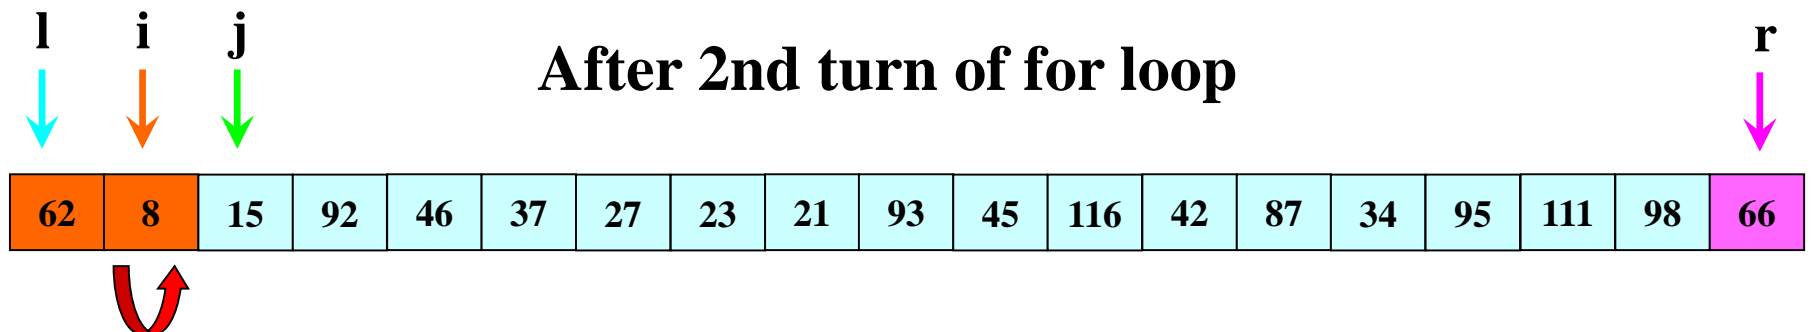 l i j r
After 2nd turn of for loop
62 8 15 92 46 37 27 23 21 93 45 116 42 87 34 95 111 98 66